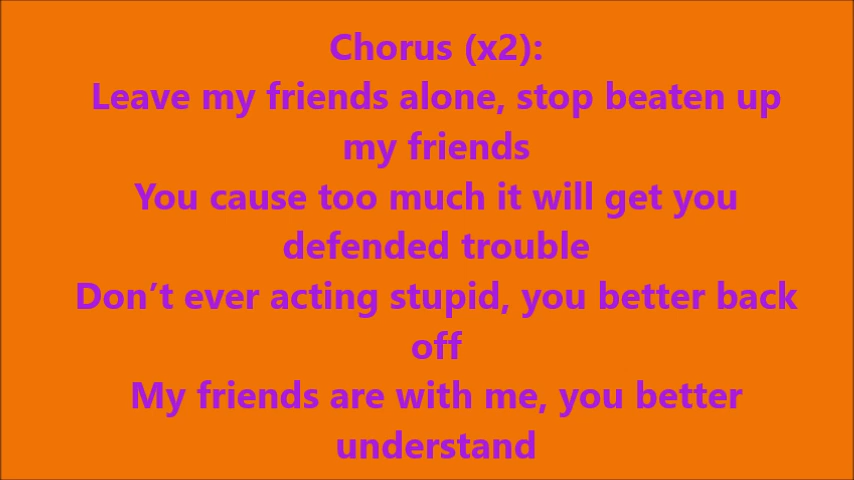 Chorus (x2):
Leave my friends alone, stop beaten up
my friends
You cause too much it will get you
defended trouble
Don’t ever acting stupid, you better back
off
My friends are with me, you better
understand